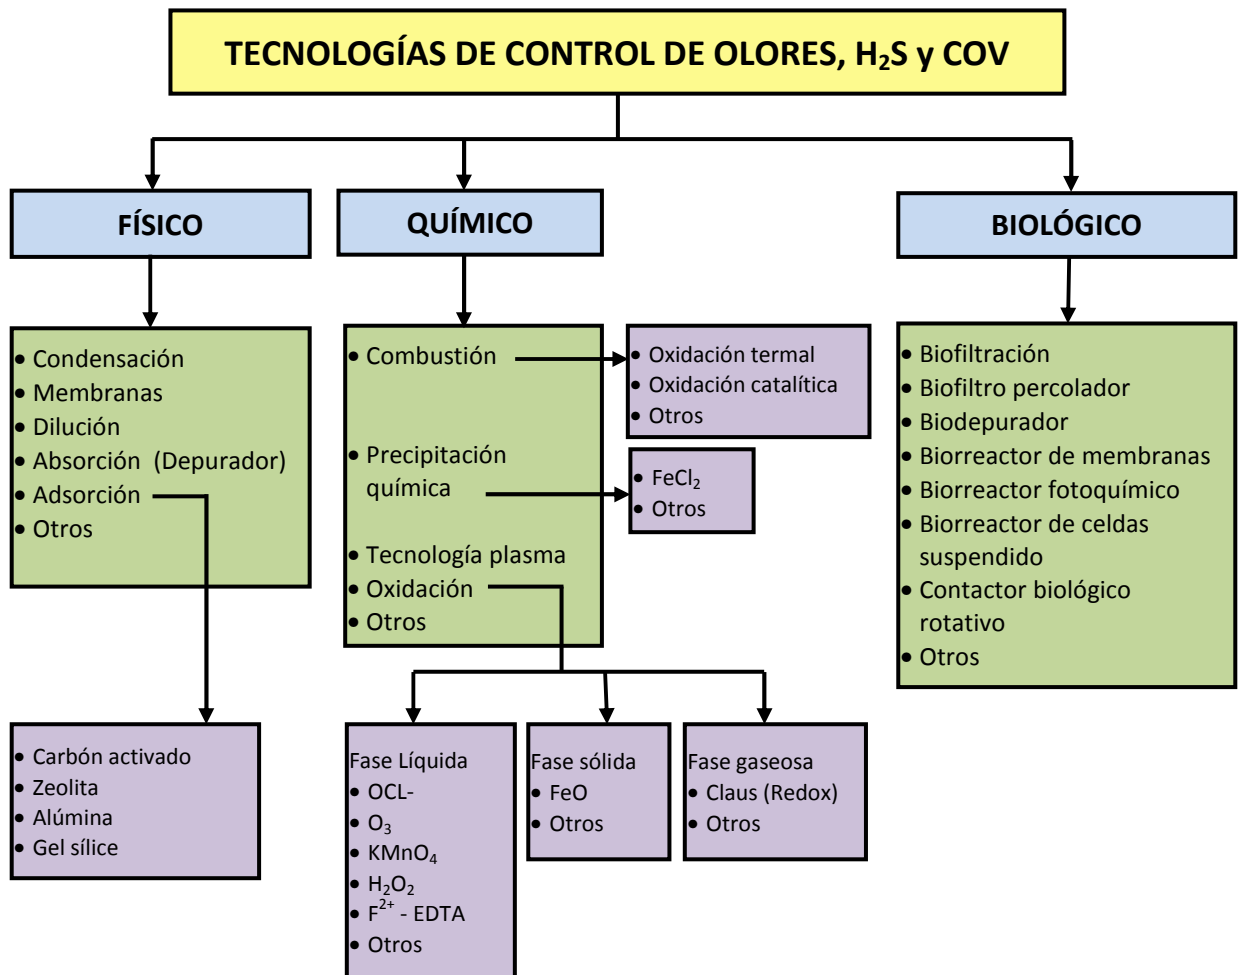 TECNOLOGÍAS DE CONTROL DE OLORES, H₂S y COV
FÍSICO
QUÍMICO
BIOLÓGICO
• Condensación
• Membranas
• Dilución
• Absorción (Depurador)
• Adsorción
• Otros
• Combustión
• Precipitación
química
• Tecnología plasma
• Oxidación
• Otros
• Oxidación termal
• Oxidación catalítica
• Otros
• FeCl₂
• Otros
• Biofiltración
• Biofiltro percolador
• Biodepurador
• Biorreactor de membranas
• Biorreactor fotoquímico
• Biorreactor de celdas
suspendido
• Contactor biológico
rotativo
• Otros
• Carbón activado
• Zeolita
• Alúmina
• Gel sílice
Fase Líquida
• OCL-
• O₃
• KMnO₄
• H₂O₂
• F²⁺ - EDTA
• Otros
Fase sólida
• FeO
• Otros
Fase gaseosa
• Claus (Redox)
• Otros